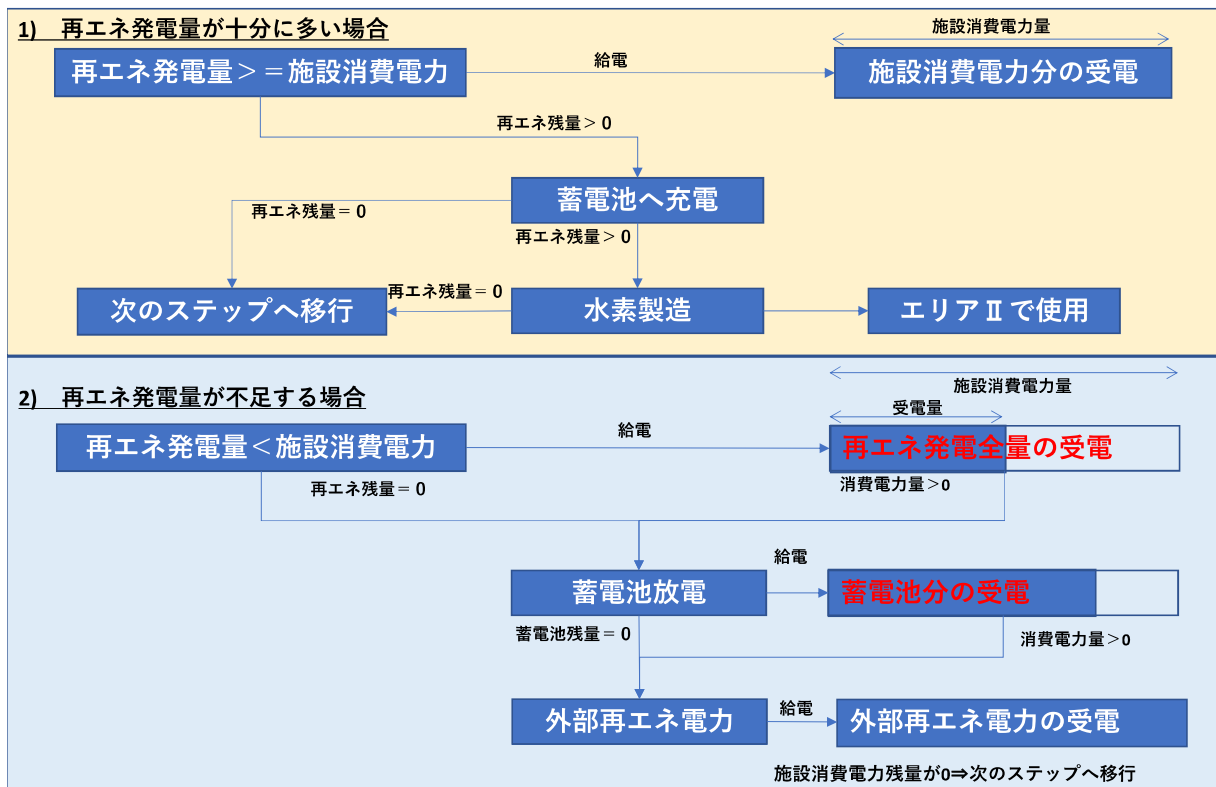 1)　再エネ発電量が十分に多い場合
施設消費電力量
再エネ発電量＞＝施設消費電力
給電
施設消費電力分の受電
再エネ残量＞０
蓄電池へ充電
再エネ残量＝０
再エネ残量＞０
次のステップへ移行
再エネ残量＝０
水素製造
エリアⅡで使用
2)　再エネ発電量が不足する場合
施設消費電力量
受電量
再エネ発電量＜施設消費電力
給電
再エネ発電全量の受電
再エネ残量＝０
消費電力量>0
蓄電池放電
給電
蓄電池分の受電
蓄電池残量＝０
消費電力量>0
外部再エネ電力
給電
外部再エネ電力の受電
施設消費電力残量が0⇒次のステップへ移行